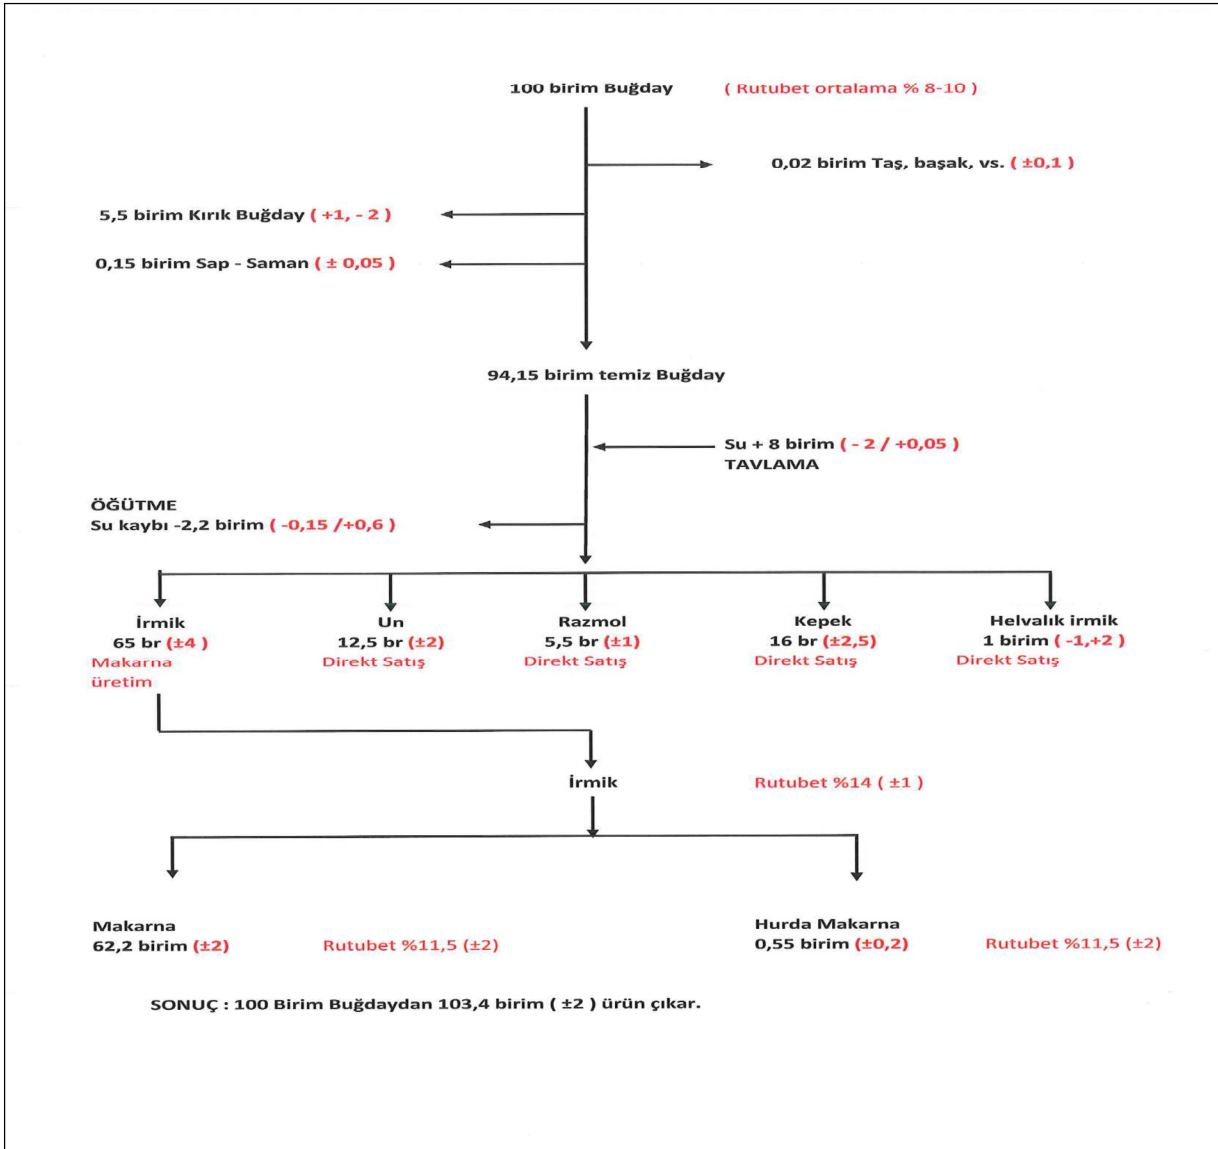 100 birim Buğday ( Rutubet ortalama % 8-10 )
0,02 birim Taş, başak, vs. ( ±0,1 )
5,5 birim Kırık Buğday ( +1, - 2 )
0,15 birim Sap - Saman ( ± 0,05 )
94,15 birim temiz Buğday
Su + 8 birim ( - 2 / +0,05 )
TAVLAMA
ÖĞÜTME
Su kaybı -2,2 birim ( -0,15 /+0,6 )
İrmik Un Razmol Kepek Helvalık irmik
65 br (±4 ) 12,5 br (±2) 5,5 br (±1) 16 br (±2,5) 1 birim ( -1,+2 )
Makarna Direkt Satış Direkt Satış Direkt Satış Direkt Satış
üretim
İrmik Rutubet %14 ( ±1 )
Makarna Hurda Makarna
62,2 birim (±2) Rutubet %11,5 (±2) 0,55 birim (±0,2) Rutubet %11,5 (±2)
SONUÇ : 100 Birim Buğdaydan 103,4 birim ( ±2 ) ürün çıkar.